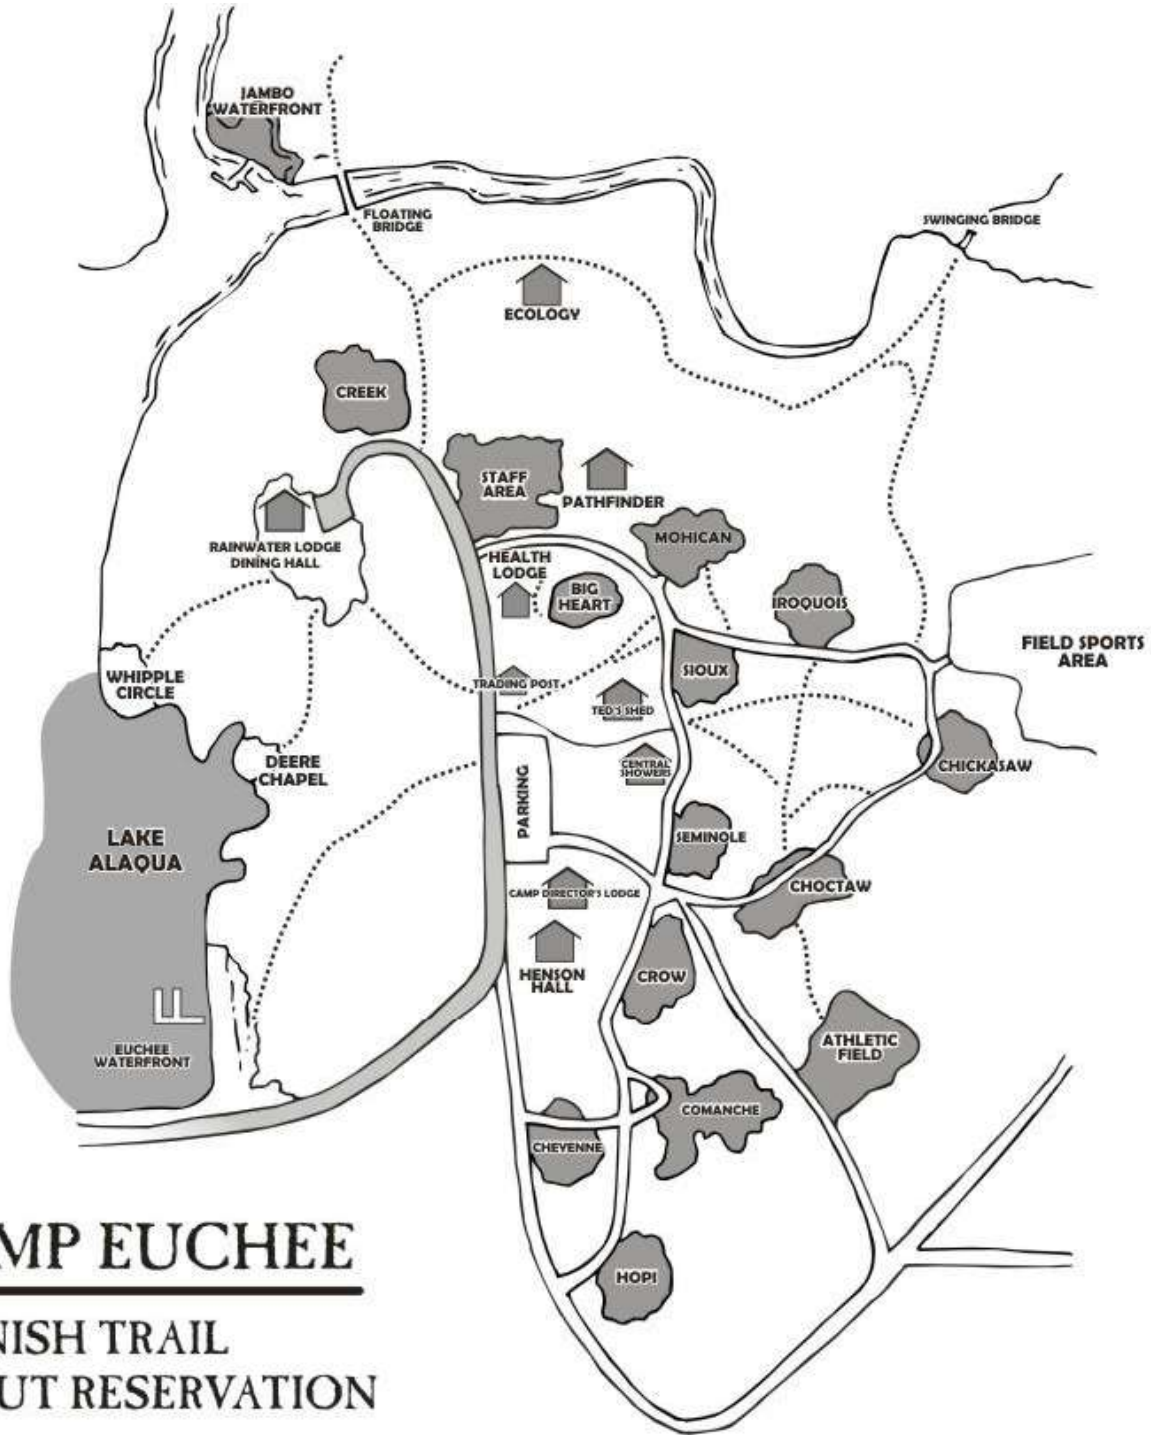 JAMBO
WATERFRONT
FLOATING
BRIDGE
SWINGING BRIDGE
ECOLOGY
CREEK
STAFF
AREA
PATHFINDER
MOHICAN
RAINWATER LODGE
DINING HALL
HEALTH
LODGE
BIG
HEART
IROQUOIS
FIELD SPORTS
AREA
WHIPPLE
CIRCLE
TRADING POST
SIOUX
TED'S SHED
DEERE
CHAPEL
CENTRAL
SHOWERS
CHICKASAW
PARKING
LAKE
ALAQUA
SEMINOLE
CAMP DIRECTOR'S LODGE
CHOCTAW
HENSON
HALL
CROW
EUCHEE
WATERFRONT
ATHLETIC
FIELD
COMANCHE
CHEYENNE
HOPI
MP EUCHEE
NISH TRAIL
UT RESERVATION